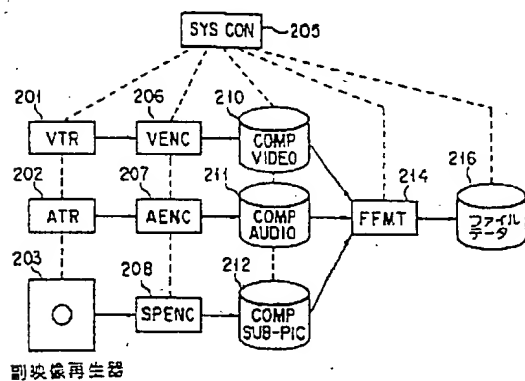 SYS CON
205
201
206
210
VTR
VENC
COMP
VIDEO
202
207
211
214
216
ATR
AENC
COMP
AUDIO
FFMT
ファイル
データ
203
208
212
SPENC
COMP
SUB-PIC
副映像再生器